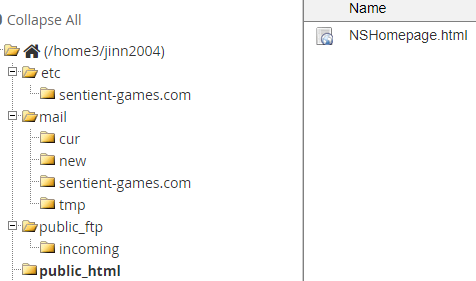 Collapse All
(/home3/jinn2004)
etc
sentient-games.com
mail
cur
new
sentient-games.com
tmp
public_ftp
incoming
public_html
Name
NSHomepage.html